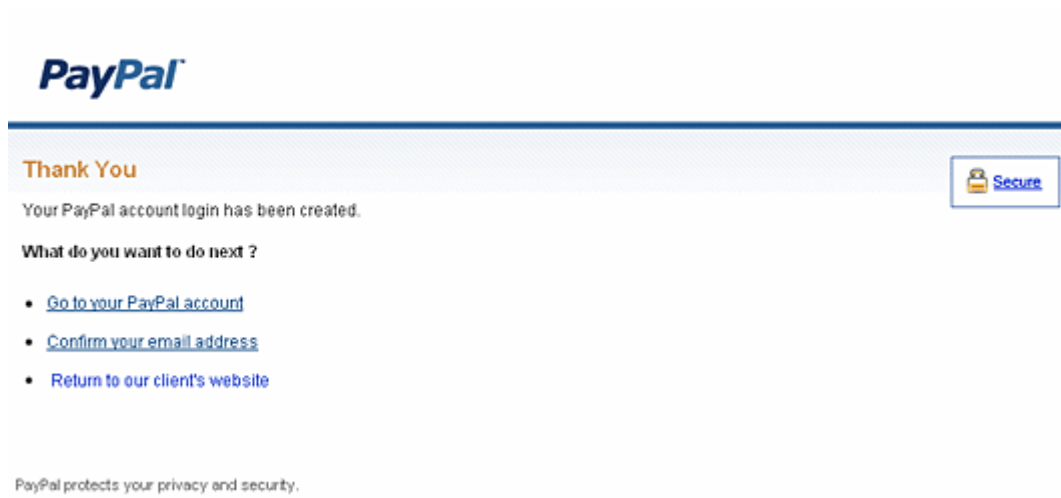 PayPal
Thank You
Secure
Your PayPal account login has been created.
What do you want to do next ?
Go to your PayPal account
Confirm your email address
Return to our client's website
PayPal protects your privacy and security.